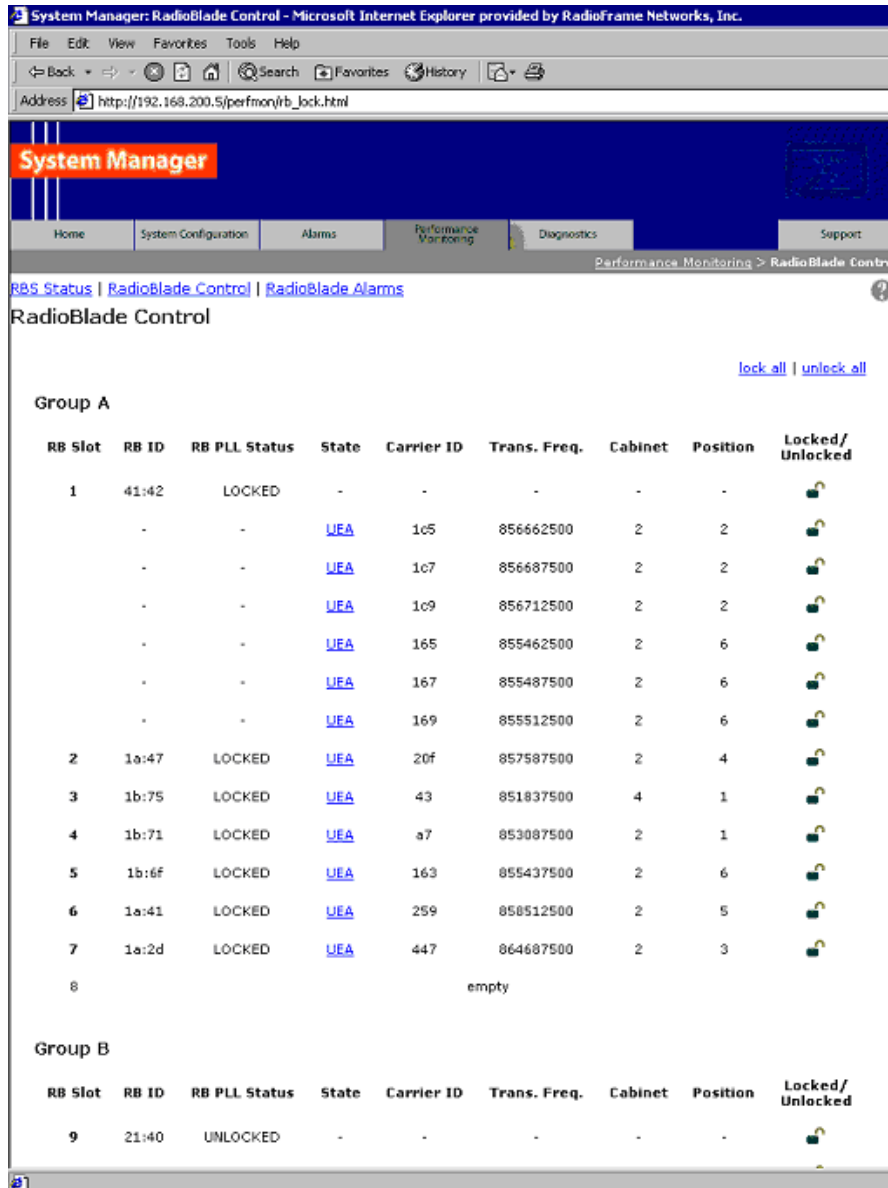 System Manager: RadioBlade Control - Microsoft Internet Explorer provided by RadioFrame Networks, Inc.
File Edit View Favorites Tools Help
Back Search Favorites History
Address http://192.168.200.5/perfmon/rb_lock.html
System Manager
Home System Configuration Alarms Performance Monitoring Diagnostics Support
Performance Monitoring > RadioBlade Contr
RBS Status | RadioBlade Control | RadioBlade Alarms
RadioBlade Control
lock all | unlock all
Group A
RB Slot RB ID RB PLL Status State Carrier ID Trans. Freq. Cabinet Position Locked/ Unlocked
1 41:42 LOCKED - - - - -
- - UEA 1c5 856662500 2 2
- - UEA 1c7 856687500 2 2
- - UEA 1c9 856712500 2 2
- - UEA 165 855462500 2 6
- - UEA 167 855487500 2 6
- - UEA 169 855512500 2 6
2 1a:47 LOCKED UEA 20f 857587500 2 4
3 1b:75 LOCKED UEA 43 851837500 4 1
4 1b:71 LOCKED UEA a7 853087500 2 1
5 1b:6f LOCKED UEA 163 855437500 2 6
6 1a:41 LOCKED UEA 259 858512500 2 5
7 1a:2d LOCKED UEA 447 864687500 2 3
8 empty
Group B
RB Slot RB ID RB PLL Status State Carrier ID Trans. Freq. Cabinet Position Locked/ Unlocked
9 21:40 UNLOCKED - - - - -